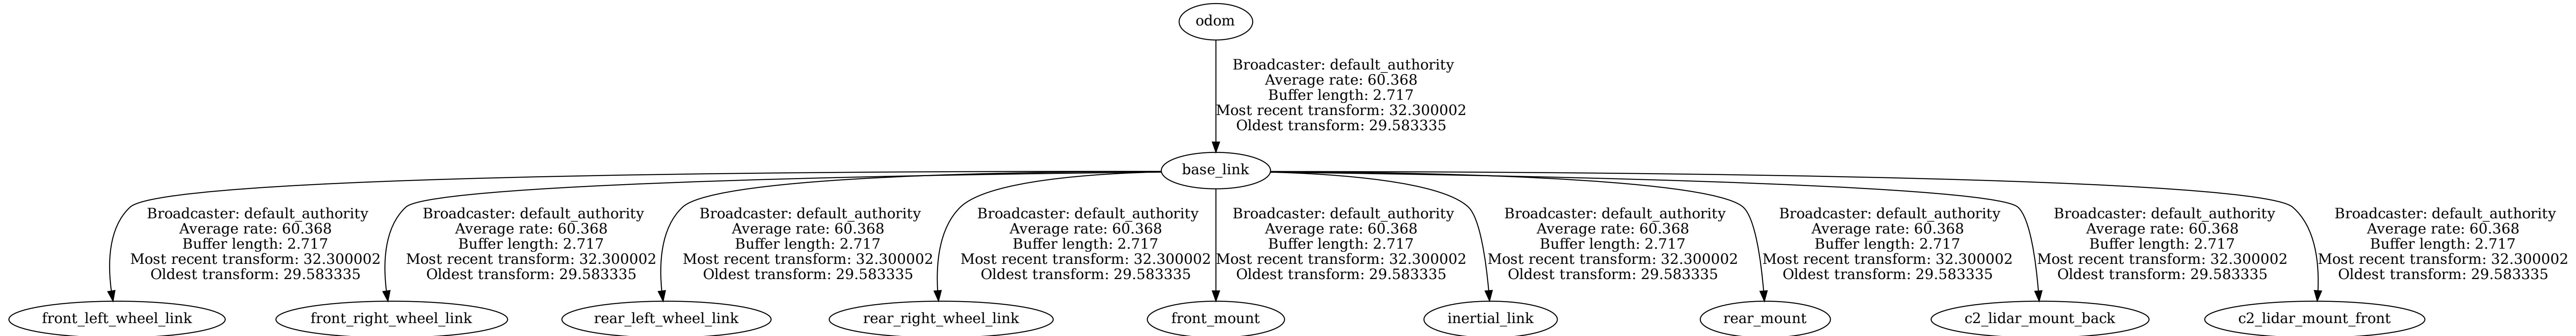 odom
Broadcaster: default_authority
Average rate: 60.368
Buffer length: 2.717
Most recent transform: 32.300002
Oldest transform: 29.583335
base_link
Broadcaster: default_authority
Average rate: 60.368
Buffer length: 2.717
Most recent transform: 32.300002
Oldest transform: 29.583335
Broadcaster: default_authority
Average rate: 60.368
Buffer length: 2.717
Most recent transform: 32.300002
Oldest transform: 29.583335
Broadcaster: default_authority
Average rate: 60.368
Buffer length: 2.717
Most recent transform: 32.300002
Oldest transform: 29.583335
Broadcaster: default_authority
Average rate: 60.368
Buffer length: 2.717
Most recent transform: 32.300002
Oldest transform: 29.583335
Broadcaster: default_authority
Average rate: 60.368
Buffer length: 2.717
Most recent transform: 32.300002
Oldest transform: 29.583335
Broadcaster: default_authority
Average rate: 60.368
Buffer length: 2.717
Most recent transform: 32.300002
Oldest transform: 29.583335
Broadcaster: default_authority
Average rate: 60.368
Buffer length: 2.717
Most recent transform: 32.300002
Oldest transform: 29.583335
Broadcaster: default_authority
Average rate: 60.368
Buffer length: 2.717
Most recent transform: 32.300002
Oldest transform: 29.583335
Broadcaster: default_authority
Average rate: 60.368
Buffer length: 2.717
Most recent transform: 32.300002
Oldest transform: 29.583335
front_left_wheel_link
front_right_wheel_link
rear_left_wheel_link
rear_right_wheel_link
front_mount
inertial_link
rear_mount
c2_lidar_mount_back
c2_lidar_mount_front